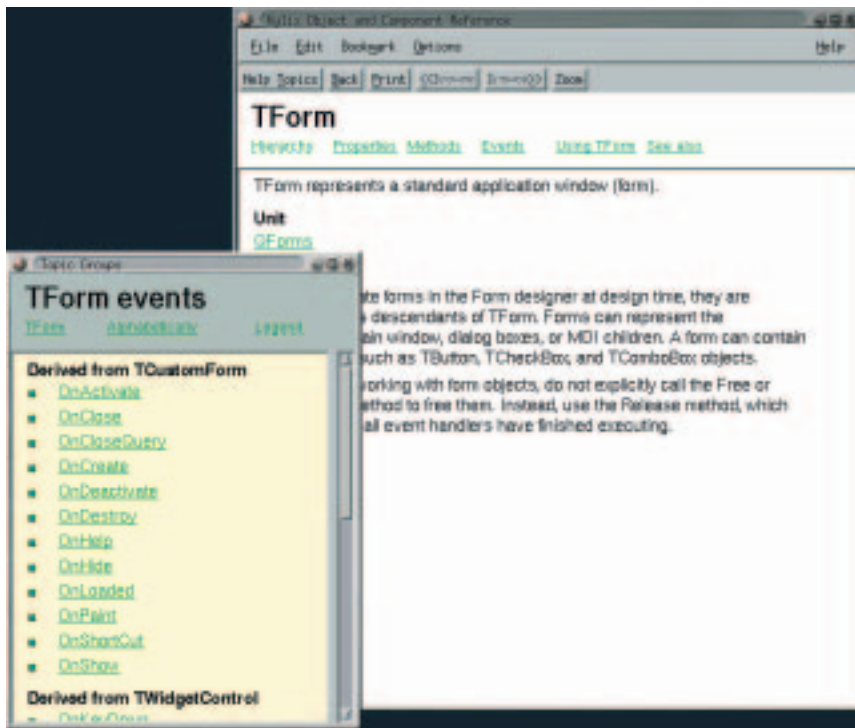 Kylix Object and Component Reference
File Edit Bookmark Options Help
Help Topics Back Print Zoom
TForm
Hierarchy Properties Methods Events Using TForm See also
TForm represents a standard application window (form).
Unit
QForms
ate forms in the Form designer at design time, they are
descendants of TForm. Forms can represent the
ain window, dialog boxes, or MDI children. A form can contain
such as TButton, TCheckBox, and TComboBox objects.
orking with form objects, do not explicitly call the Free or
ethod to free them. Instead, use the Release method, which
all event handlers have finished executing.
Topic Groups
TForm events
TForm Alphabetically Legend
Derived from TCustomForm
OnActivate
OnClose
OnCloseQuery
OnCreate
OnDeactivate
OnDestroy
OnHelp
OnHide
OnLoaded
OnPaint
OnShortCut
OnShow
Derived from TWidgetControl